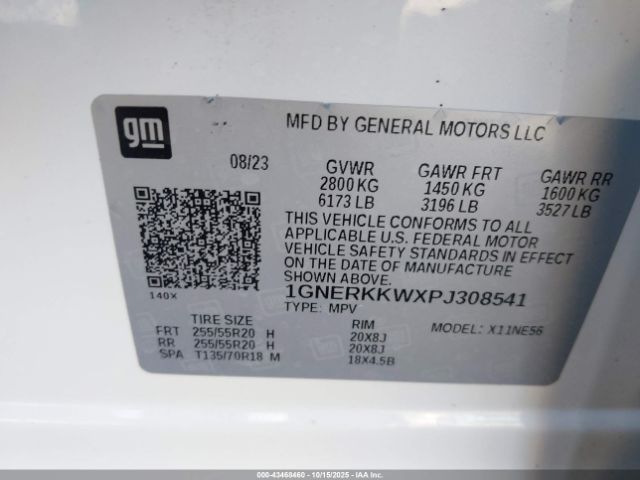 gm
MFD BY GENERAL MOTORS LLC
08/23 GVWR GAWR FRT GAWR RR
2800 KG 1450 KG 1600 KG
6173 LB 3196 LB 3527 LB
THIS VEHICLE CONFORMS TO ALL
APPLICABLE U.S. FEDERAL MOTOR
VEHICLE SAFETY STANDARDS IN EFFECT
ON THE DATE OF MANUFACTURE
SHOWN ABOVE.
140X 1GNERKKWXPJ308541
TYPE: MPV
TIRE SIZE RIM MODEL: X11NE56
FRT 255/55R20 H 20X8J
RR 255/55R20 H 20X8J
SPA T135/70R18 M 18X4.5B
000-43468460 - 10/15/2025 - IAAI.COM